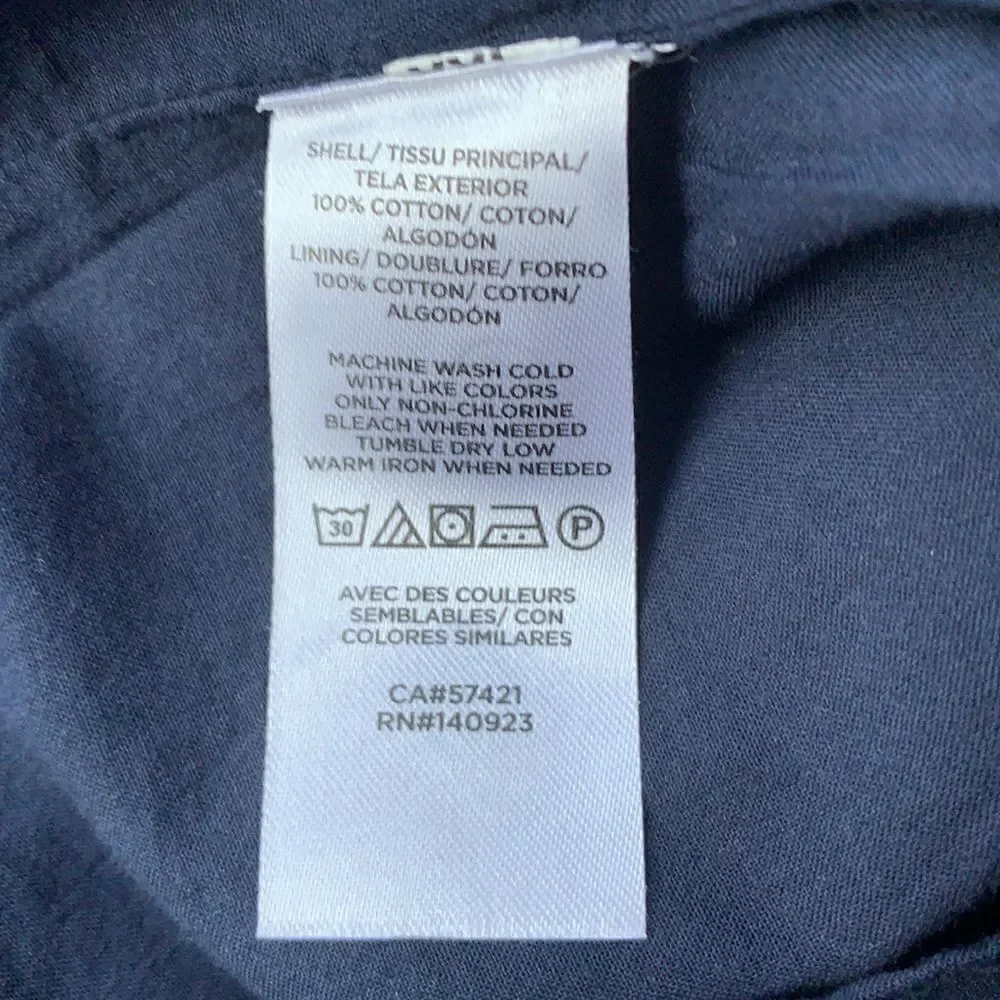 SHELL/ TISSU PRINCIPAL/
TELA EXTERIOR
100% COTTON/ COTON/
ALGODÓN
LINING/ DOUBLURE/ FORRO
100% COTTON/ COTON/
ALGODÓN
MACHINE WASH COLD
WITH LIKE COLORS
ONLY NON-CHLORINE
BLEACH WHEN NEEDED
TUMBLE DRY LOW
WARM IRON WHEN NEEDED
30 P
AVEC DES COULEURS
SEMBLABLES/ CON
COLORES SIMILARES
CA#57421
RN#140923